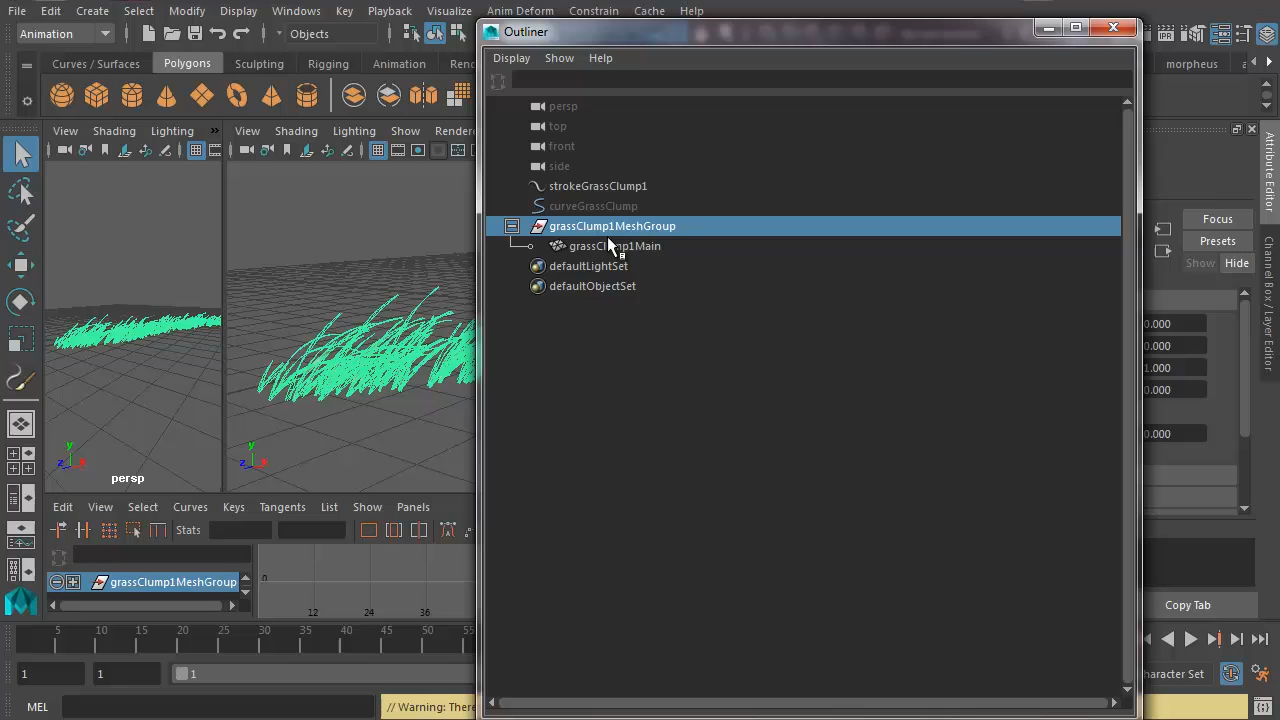 File Edit Create Select Modify Display Windows Key Playback Visualize Anim Deform Constrain Cache Help
Outliner
Animation Objects
Display Show Help
Curves / Surfaces Polygons Sculpting Rigging Animation
morpheus
persp
top
front
side
strokeGrassClump1
curveGrassClump
grassClump1MeshGroup
grassClump1Main
defaultLightSet
defaultObjectSet
View Shading Lighting »
View Shading Lighting Show
persp
y
z x
y
z x
Attribute Editor
Channel Box / Layer Editor
Focus
Presets
Show Hide
0.000
0.000
1.000
0.000
0.000
Copy Tab
Edit View Select Curves Keys Tangents List Show Panels
Stats
grassClump1MeshGroup
0
12 24 36
5 10 15 20 25 30 35 40 45 50 55
1 1 1
MEL // Warning: There